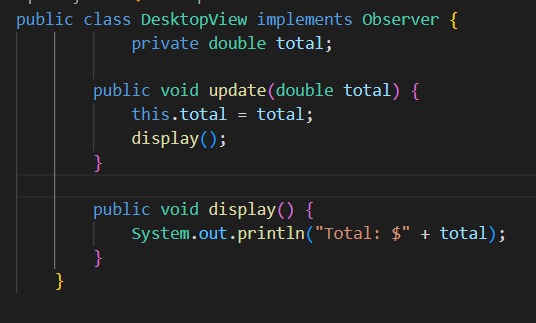 public class DesktopView implements Observer {
private double total;
public void update(double total) {
this.total = total;
display();
}
public void display() {
System.out.println("Total: $" + total);
}
}